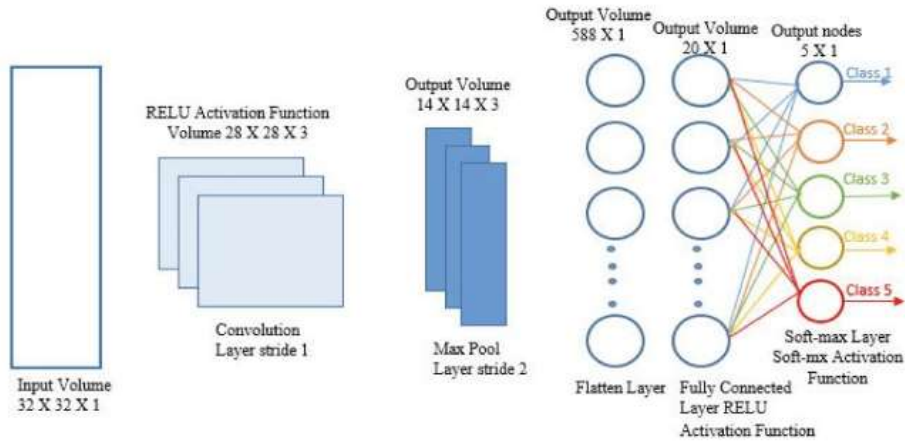 Input Volume
32 X 32 X 1
RELU Activation Function
Volume 28 X 28 X 3
Convolution
Layer stride 1
Output Volume
14 X 14 X 3
Max Pool
Layer stride 2
Output Volume
588 X 1
Flatten Layer
Output Volume
20 X 1
Fully Connected
Layer RELU
Activation Function
Output nodes
5 X 1
Class 1
Class 2
Class 3
Class 4
Class 5
Soft-max Layer
Soft-mx Activation
Function